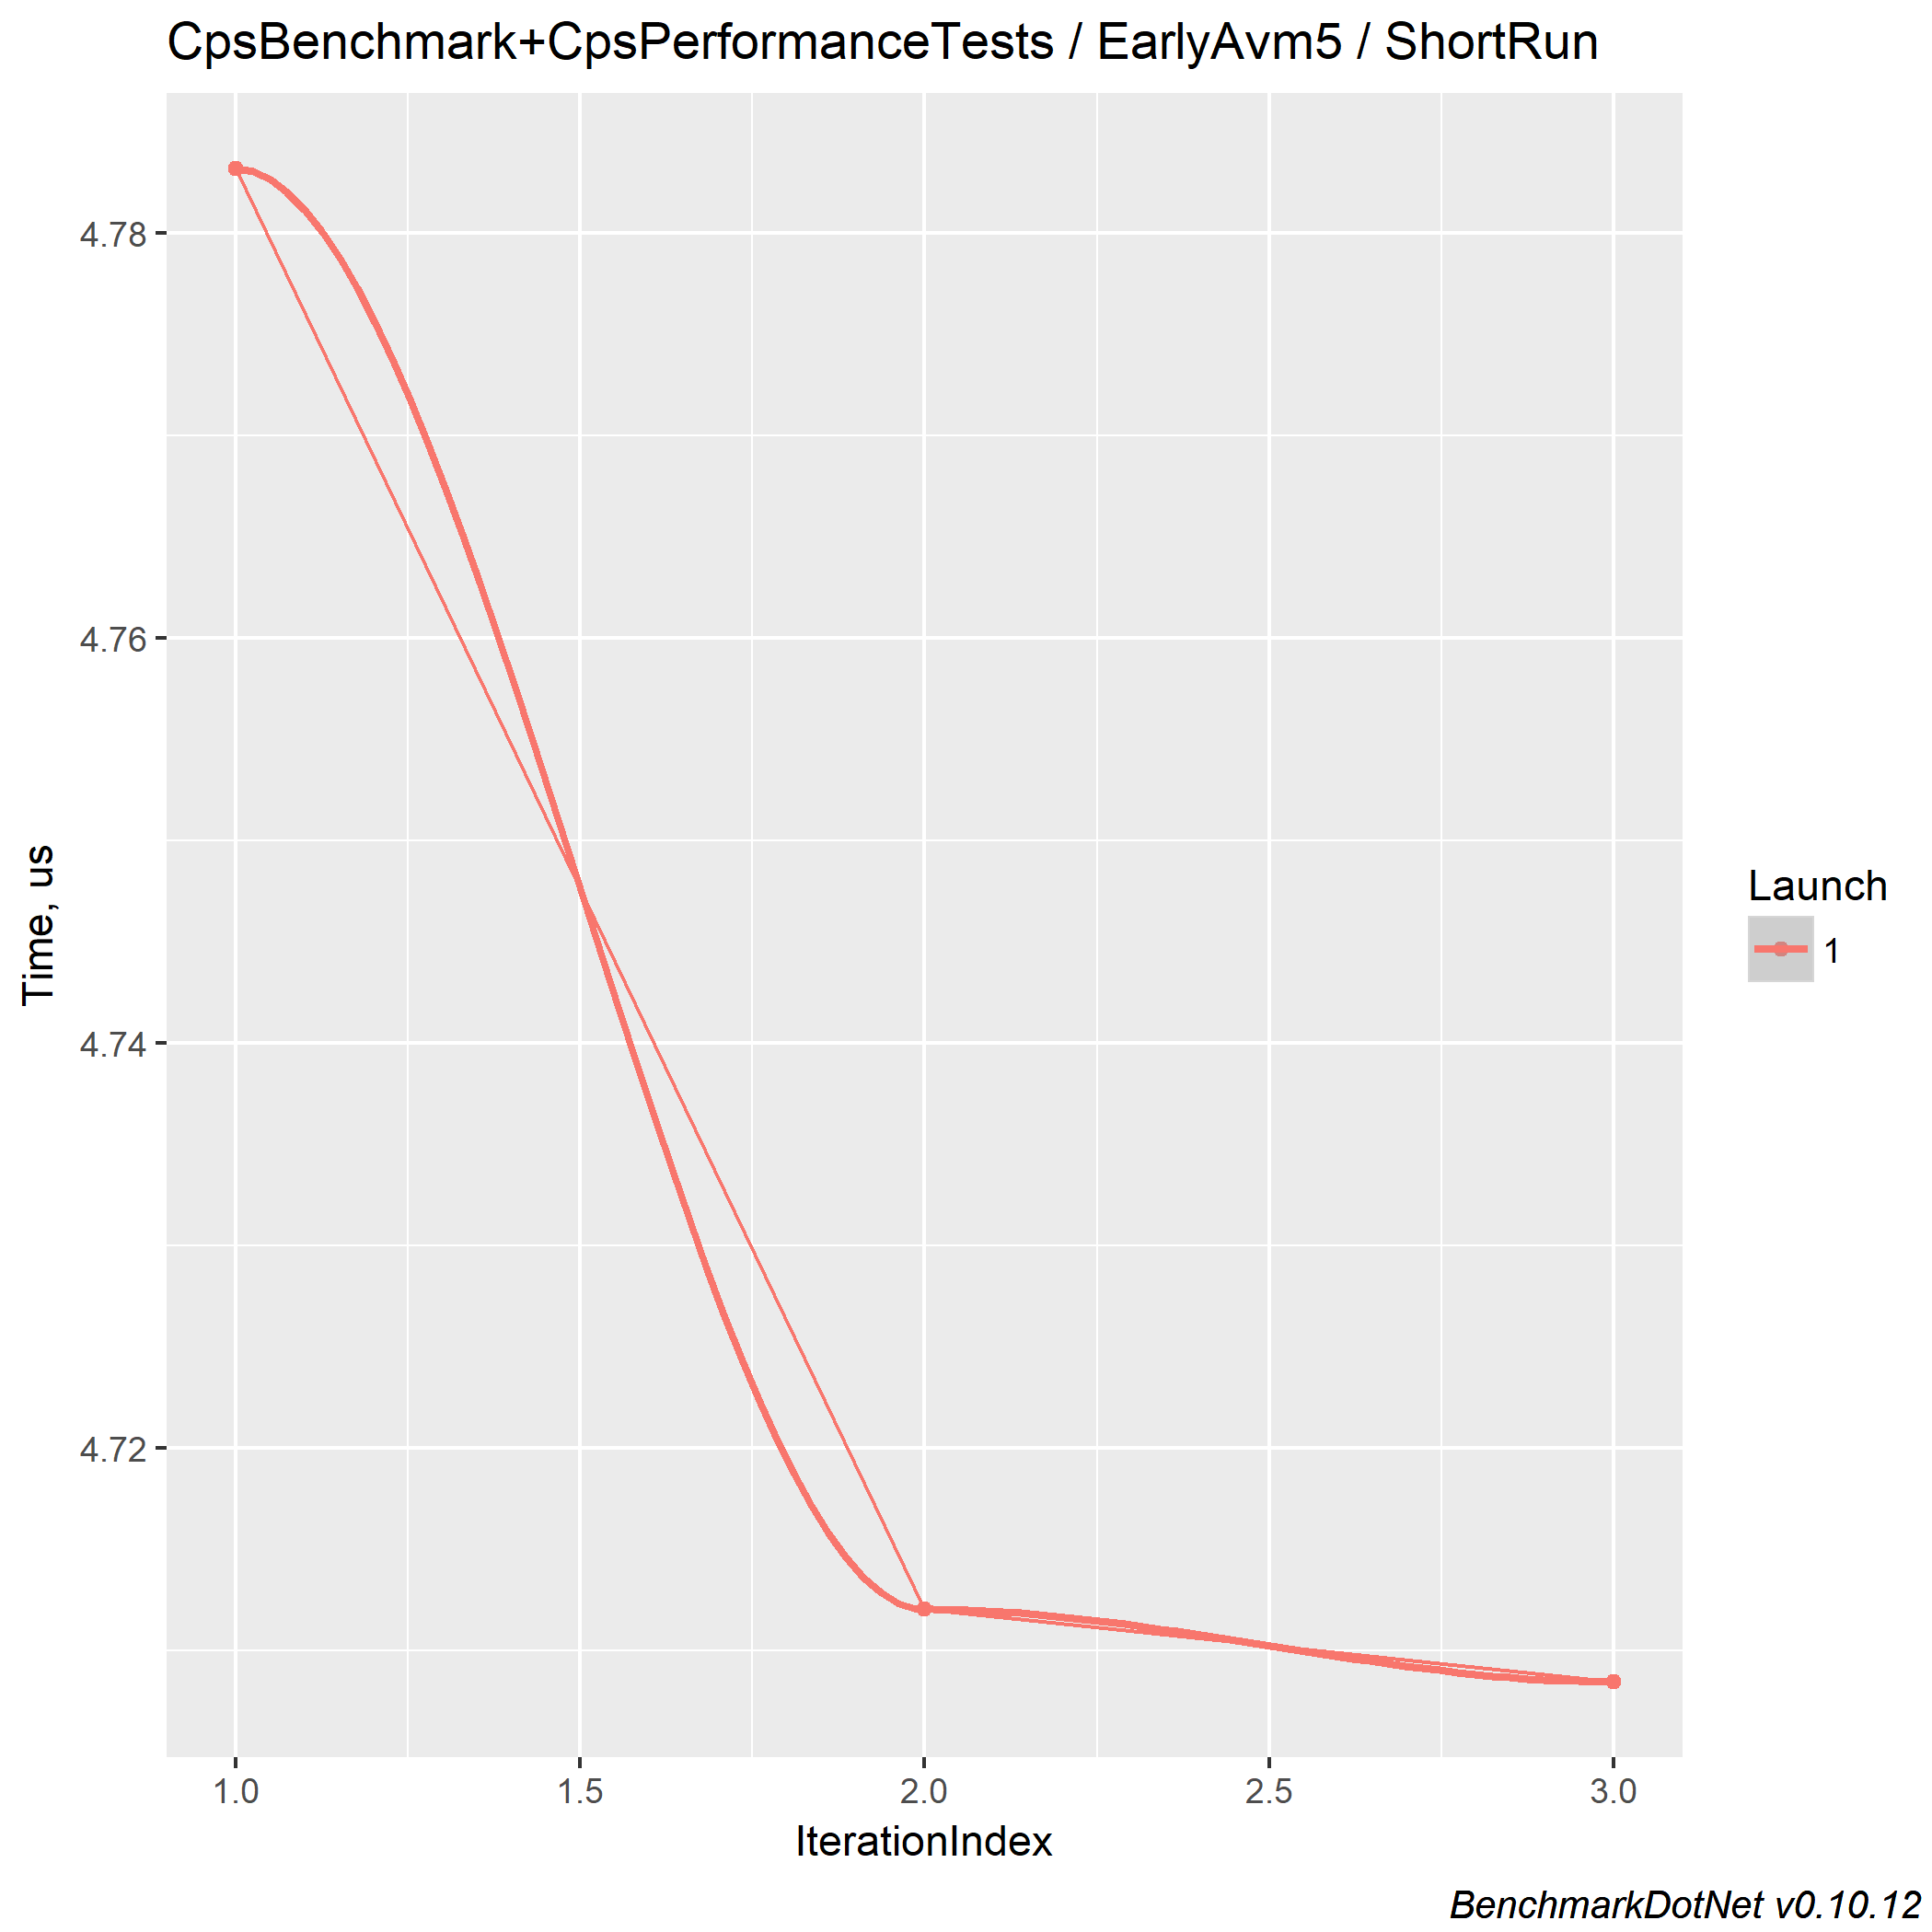 CpsBenchmark+CpsPerformanceTests / EarlyAvm5 / ShortRun
4.78
4.76
4.74
4.72
Time, us
1.0 1.5 2.0 2.5 3.0
IterationIndex
Launch
1
BenchmarkDotNet v0.10.12